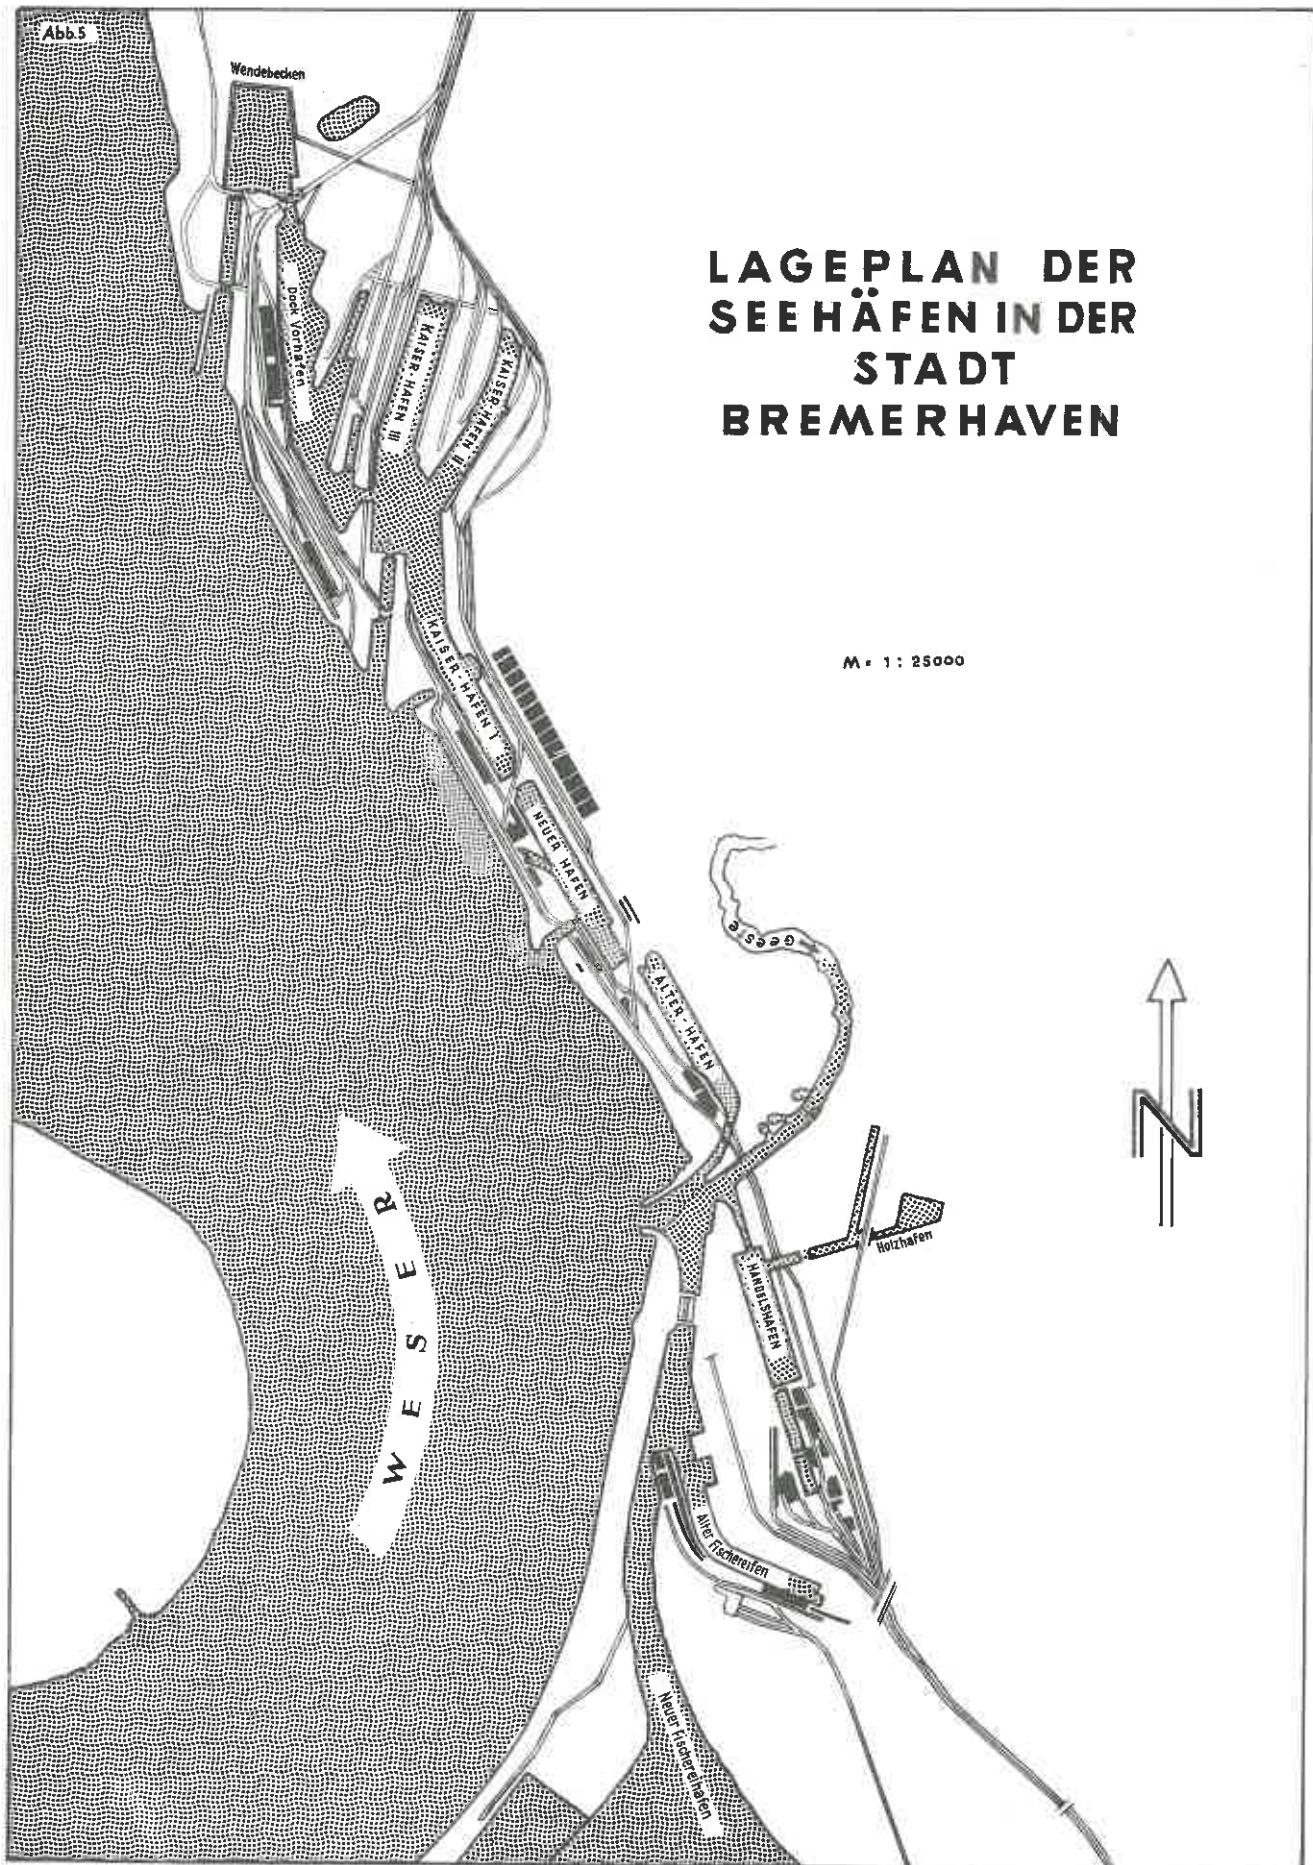 Abb.5
Wendebecken
LAGEPLAN DER
SEEHÄFEN IN DER
STADT
BREMERHAVEN
M = 1 : 25000
Dock Vorhafen
KAISER-HAFEN III
KAISER-HAFEN II
KAISER-HAFEN I
NEUER HAFEN
ALTER-HAFEN
Geeste
N
WESER
Holzhafen
HANDELSHAFEN
Alter Fischereifen
Neuer Fischereihafen